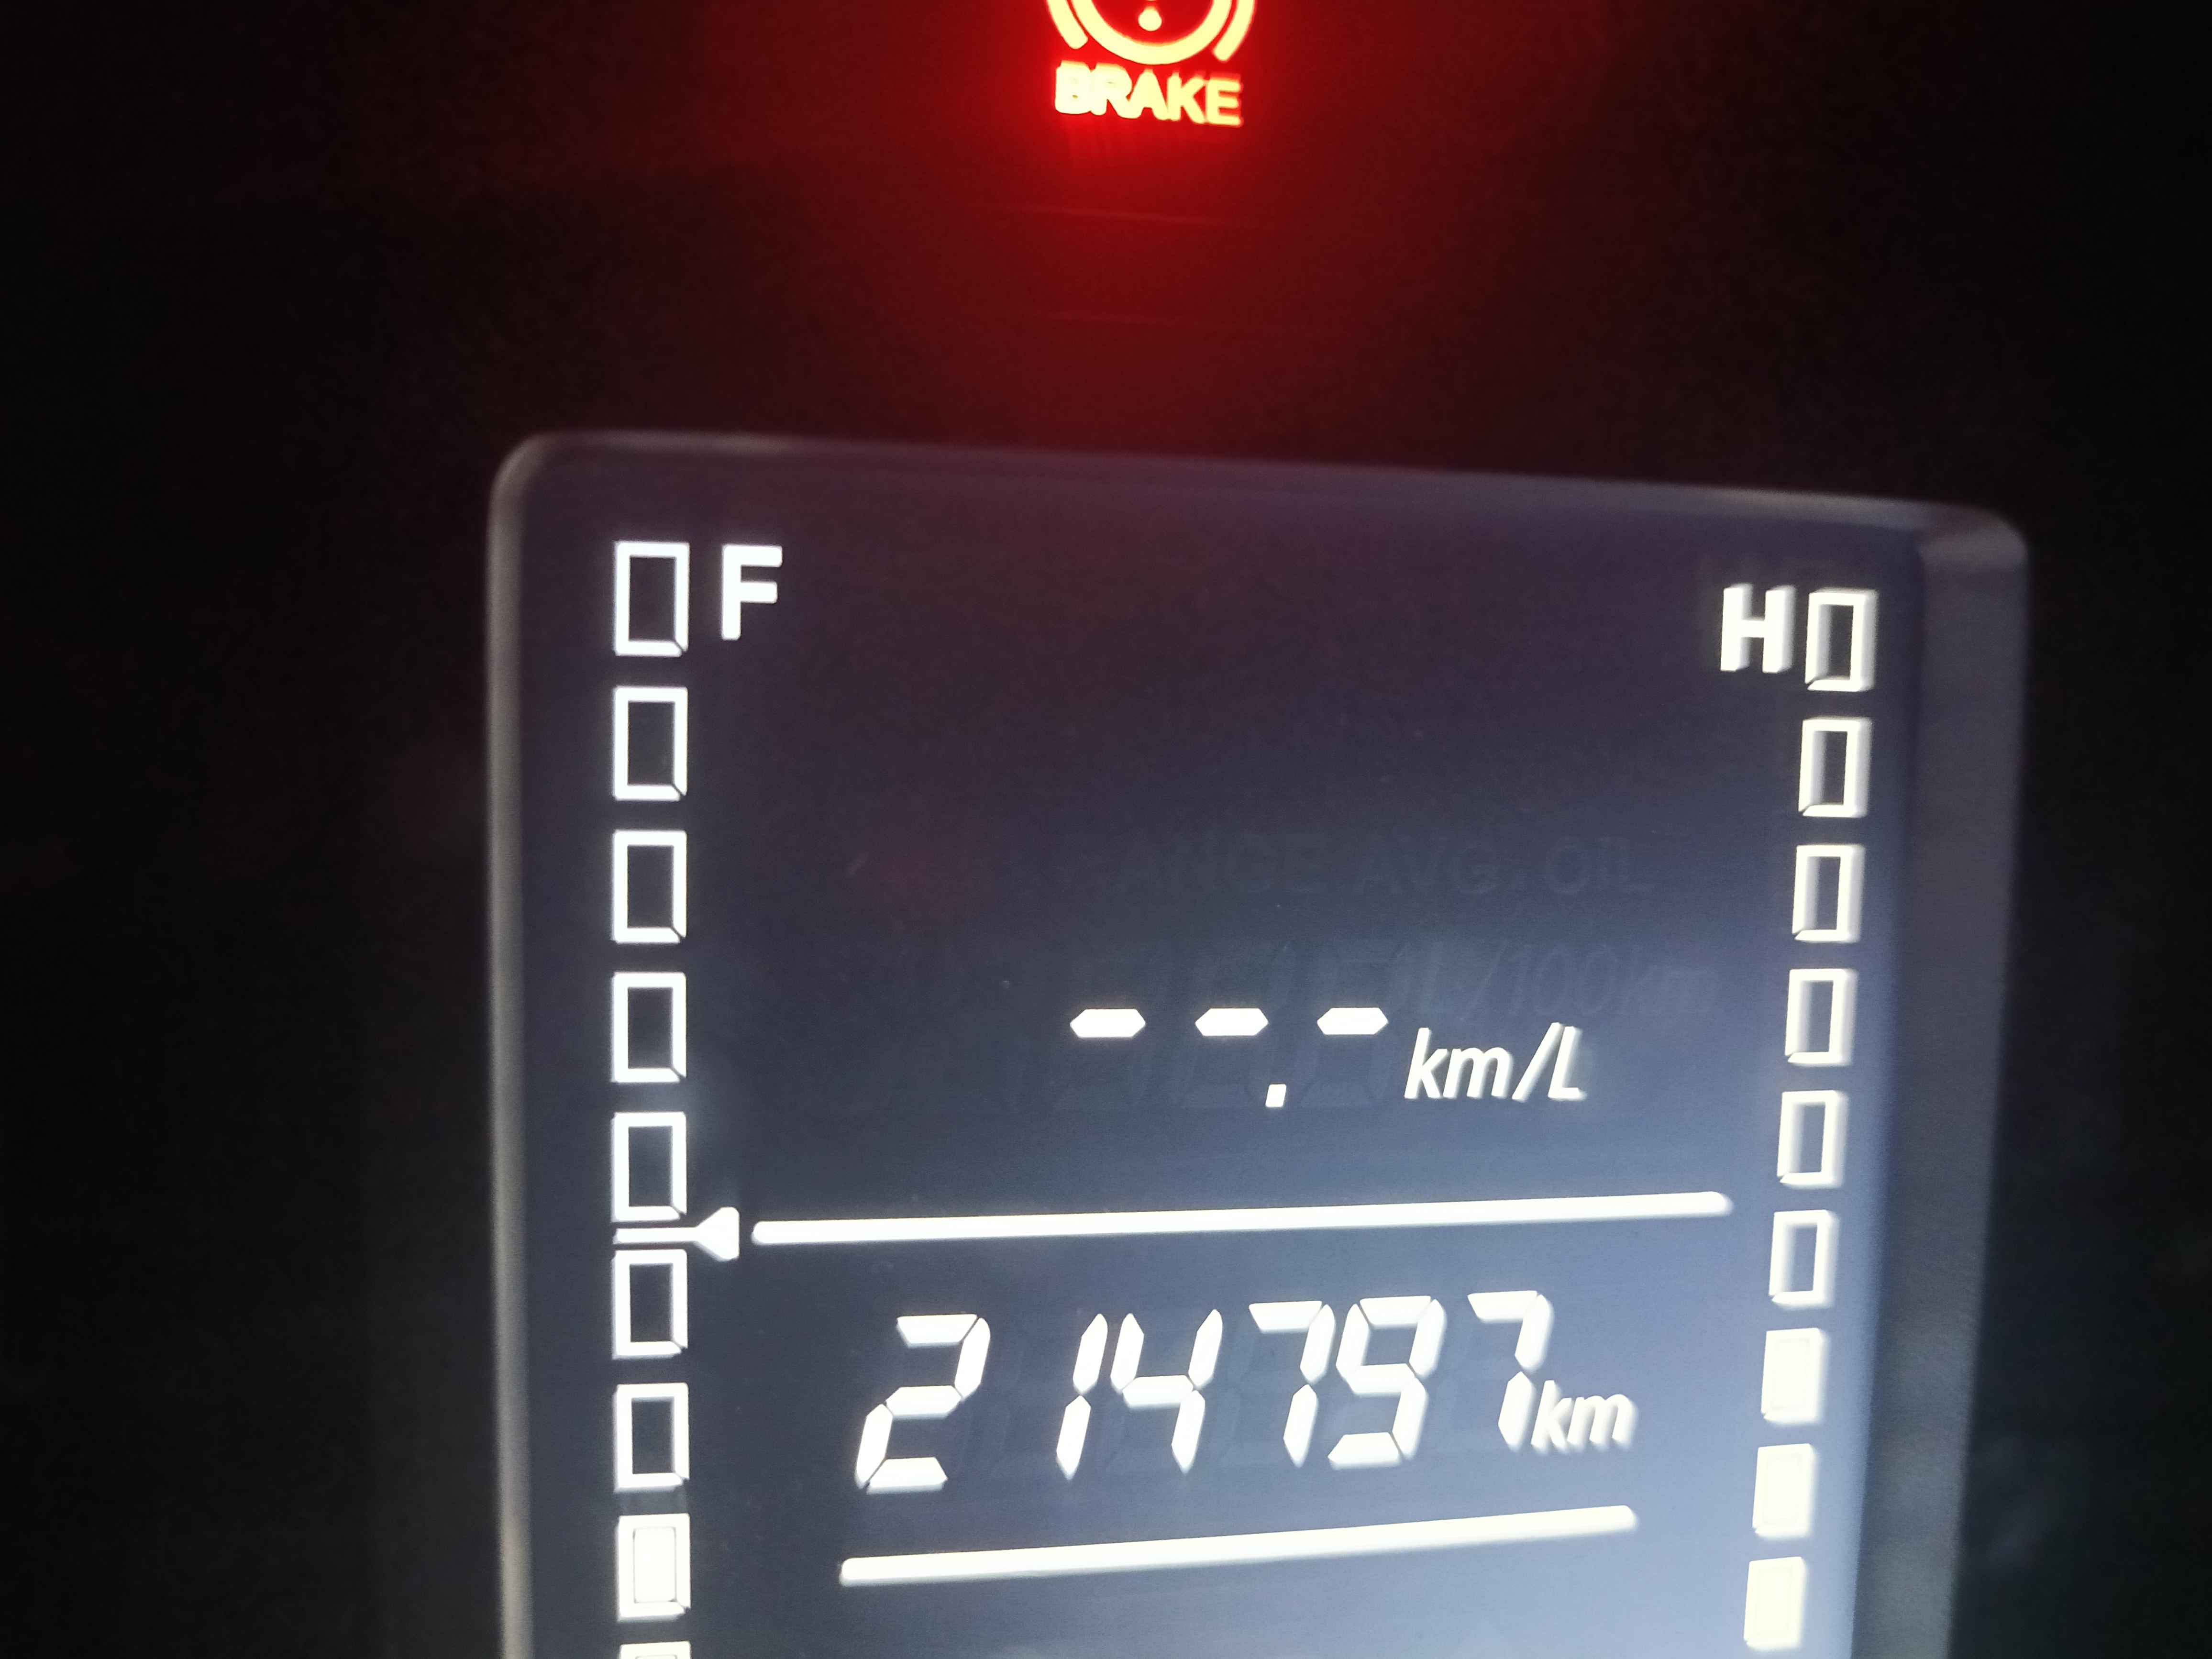 BRAKE
F
H
--.- km/L
214797 km